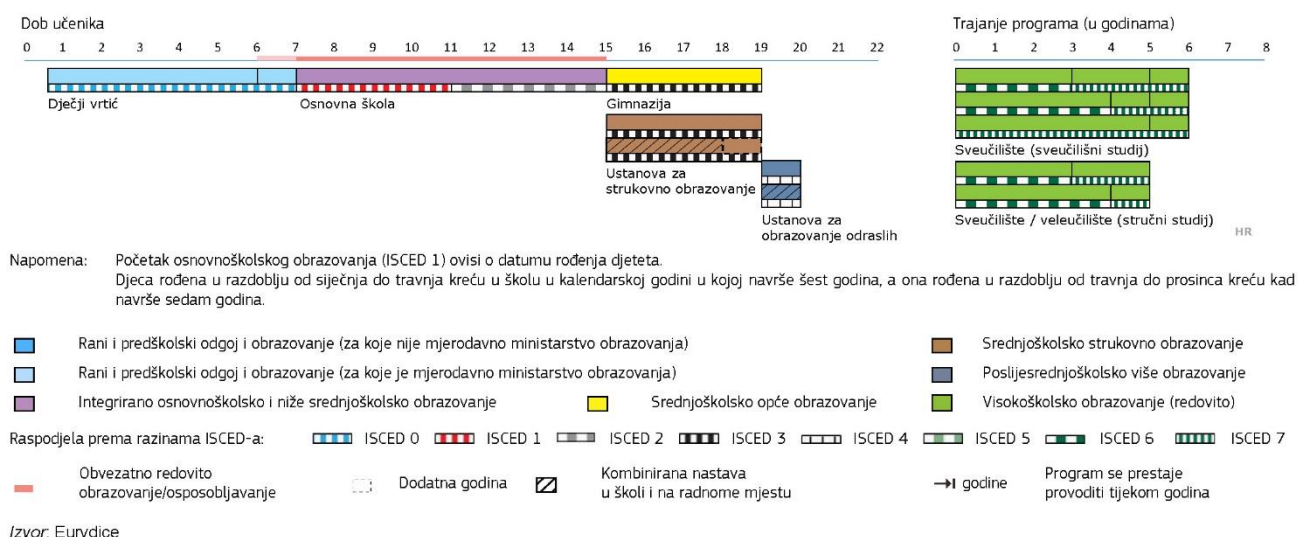 Dob učenika
0 1 2 3 4 5 6 7 8 9 10 11 12 13 14 15 16 17 18 19 20 22
Dječji vrtić
Osnovna škola
Gimnazija
Ustanova za
strukovno obrazovanje
Ustanova za
obrazovanje odraslih
Trajanje programa (u godinama)
0 1 2 3 4 5 6 7 8
Sveučilište (sveučilišni studij)
Sveučilište / veleučilište (stručni studij)
HR
Napomena: Početak osnovnoškolskog obrazovanja (ISCED 1) ovisi o datumu rođenja djeteta.
Djeca rođena u razdoblju od siječnja do travnja kreću u školu u kalendarskoj godini u kojoj navrše šest godina, a ona rođena u razdoblju od travnja do prosinca kreću kad
navrše sedam godina.
Rani i predškolski odgoj i obrazovanje (za koje nije mjerodavno ministarstvo obrazovanja)
Srednjoškolsko strukovno obrazovanje
Rani i predškolski odgoj i obrazovanje (za koje je mjerodavno ministarstvo obrazovanja)
Poslijesrednjoškolsko više obrazovanje
Integrirano osnovnoškolsko i niže srednjoškolsko obrazovanje
Srednjoškolsko opće obrazovanje
Visokoškolsko obrazovanje (redovito)
Raspodjela prema razinama ISCED-a: ISCED 0 ISCED 1 ISCED 2 ISCED 3 ISCED 4 ISCED 5 ISCED 6 ISCED 7
Obvezatno redovito
obrazovanje/osposobljavanje
Dodatna godina
Kombinirana nastava
u školi i na radnome mjestu
godine
Program se prestaje
provoditi tijekom godina
Izvor: Eurydice